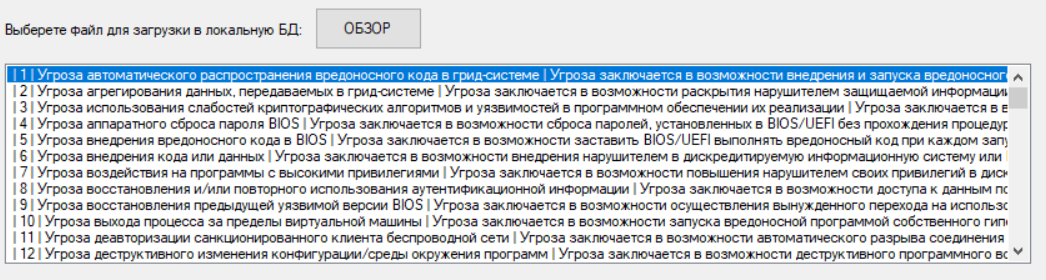 Выберете файл для загрузки в локальную БД: ОБЗОР
| 1 | Угроза автоматического распространения вредоносного кода в грид-системе | Угроза заключается в возможности внедрения и запуска вредоносног
| 2 | Угроза агрегирования данных, передаваемых в грид-системе | Угроза заключается в возможности раскрытия нарушителем защищаемой информации
| 3 | Угроза использования слабостей криптографических алгоритмов и уязвимостей в программном обеспечении их реализации | Угроза заключается в в
| 4 | Угроза аппаратного сброса пароля BIOS | Угроза заключается в возможности сброса паролей, установленных в BIOS/UEFI без прохождения процедур
| 5 | Угроза внедрения вредоносного кода в BIOS | Угроза заключается в возможности заставить BIOS/UEFI выполнять вредоносный код при каждом запу
| 6 | Угроза внедрения кода или данных | Угроза заключается в возможности внедрения нарушителем в дискредитируемую информационную систему или
| 7 | Угроза воздействия на программы с высокими привилегиями | Угроза заключается в возможности повышения нарушителем своих привилегий в диск
| 8 | Угроза восстановления и/или повторного использования аутентификационной информации | Угроза заключается в возможности доступа к данным по
| 9 | Угроза восстановления предыдущей уязвимой версии BIOS | Угроза заключается в возможности осуществления вынужденного перехода на использо
| 10 | Угроза выхода процесса за пределы виртуальной машины | Угроза заключается в возможности запуска вредоносной программой собственного гип
| 11 | Угроза деавторизации санкционированного клиента беспроводной сети | Угроза заключается в возможности автоматического разрыва соединения
| 12 | Угроза деструктивного изменения конфигурации/среды окружения программ | Угроза заключается в возможности деструктивного программного во